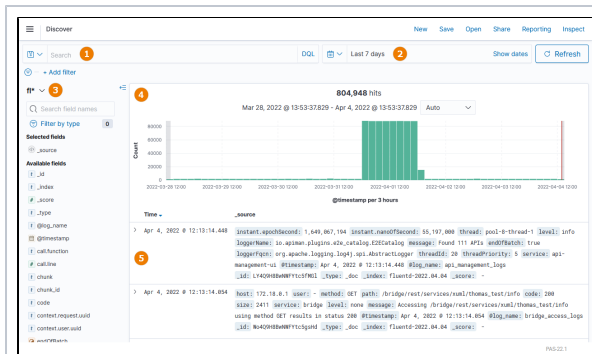 Discover
New Save Open Share Reporting Inspect
Search 1 DQL Last 7 days 2 Show dates Refresh
+ Add filter
fl* 3
Search field names
Filter by type 0
Selected fields
_source
Available fields
t _id
t _index
# _score
t _type
t @log_name
@timestamp
t call.function
# call.line
t chunk
t chunk_id
t code
t context.request.uuid
t context.user.uuid
endOfBatch
4 804,948 hits
Mar 28, 2022 @ 13:53:37.829 - Apr 4, 2022 @ 13:53:37.829 Auto
Count
80000
60000
40000
20000
0
2022-03-28 12:00 2022-03-29 12:00 2022-03-30 12:00 2022-03-31 12:00 2022-04-01 12:00 2022-04-02 12:00 2022-04-03 12:00 2022-04-04 12:00
@timestamp per 3 hours
Time _source
> Apr 4, 2022 @ 12:13:14.448 instant.epochSecond: 1,649,067,194 instant.nanoOfSecond: 55,197,000 thread: pool-8-thread-1 level: info
loggerName: io.apiman.plugins.e2e_catalog.E2ECatalog message: Found 111 APIs endOfBatch: true
loggerFqcn: org.apache.logging.log4j.spi.AbstractLogger threadId: 20 threadPriority: 5 service: api-
management-ui @timestamp: Apr 4, 2022 @ 12:13:14.448 @log_name: api_management_logs
5 _type: _doc _index: fluentd-2022.04.04 _score: -
> Apr 4, 2022 @ 12:13:14.054 host: 172.18.0.1 user: - method: GET path: /bridge/rest/services/xuml/thomas_test/info code: 200
size: 2411 service: bridge level: none message: Accessing /bridge/rest/services/xuml/thomas_test/info
using method GET results in status 200 @timestamp: Apr 4, 2022 @ 12:13:14.054 @log_name: bridge_access_logs
_type: _doc _index: fluentd-2022.04.04 _score: -
PAS-22.1